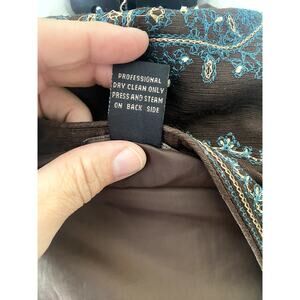 PROFESSIONAL
DRY CLEAN ONLY
PRESS AND STEAM
ON BACK SIDE